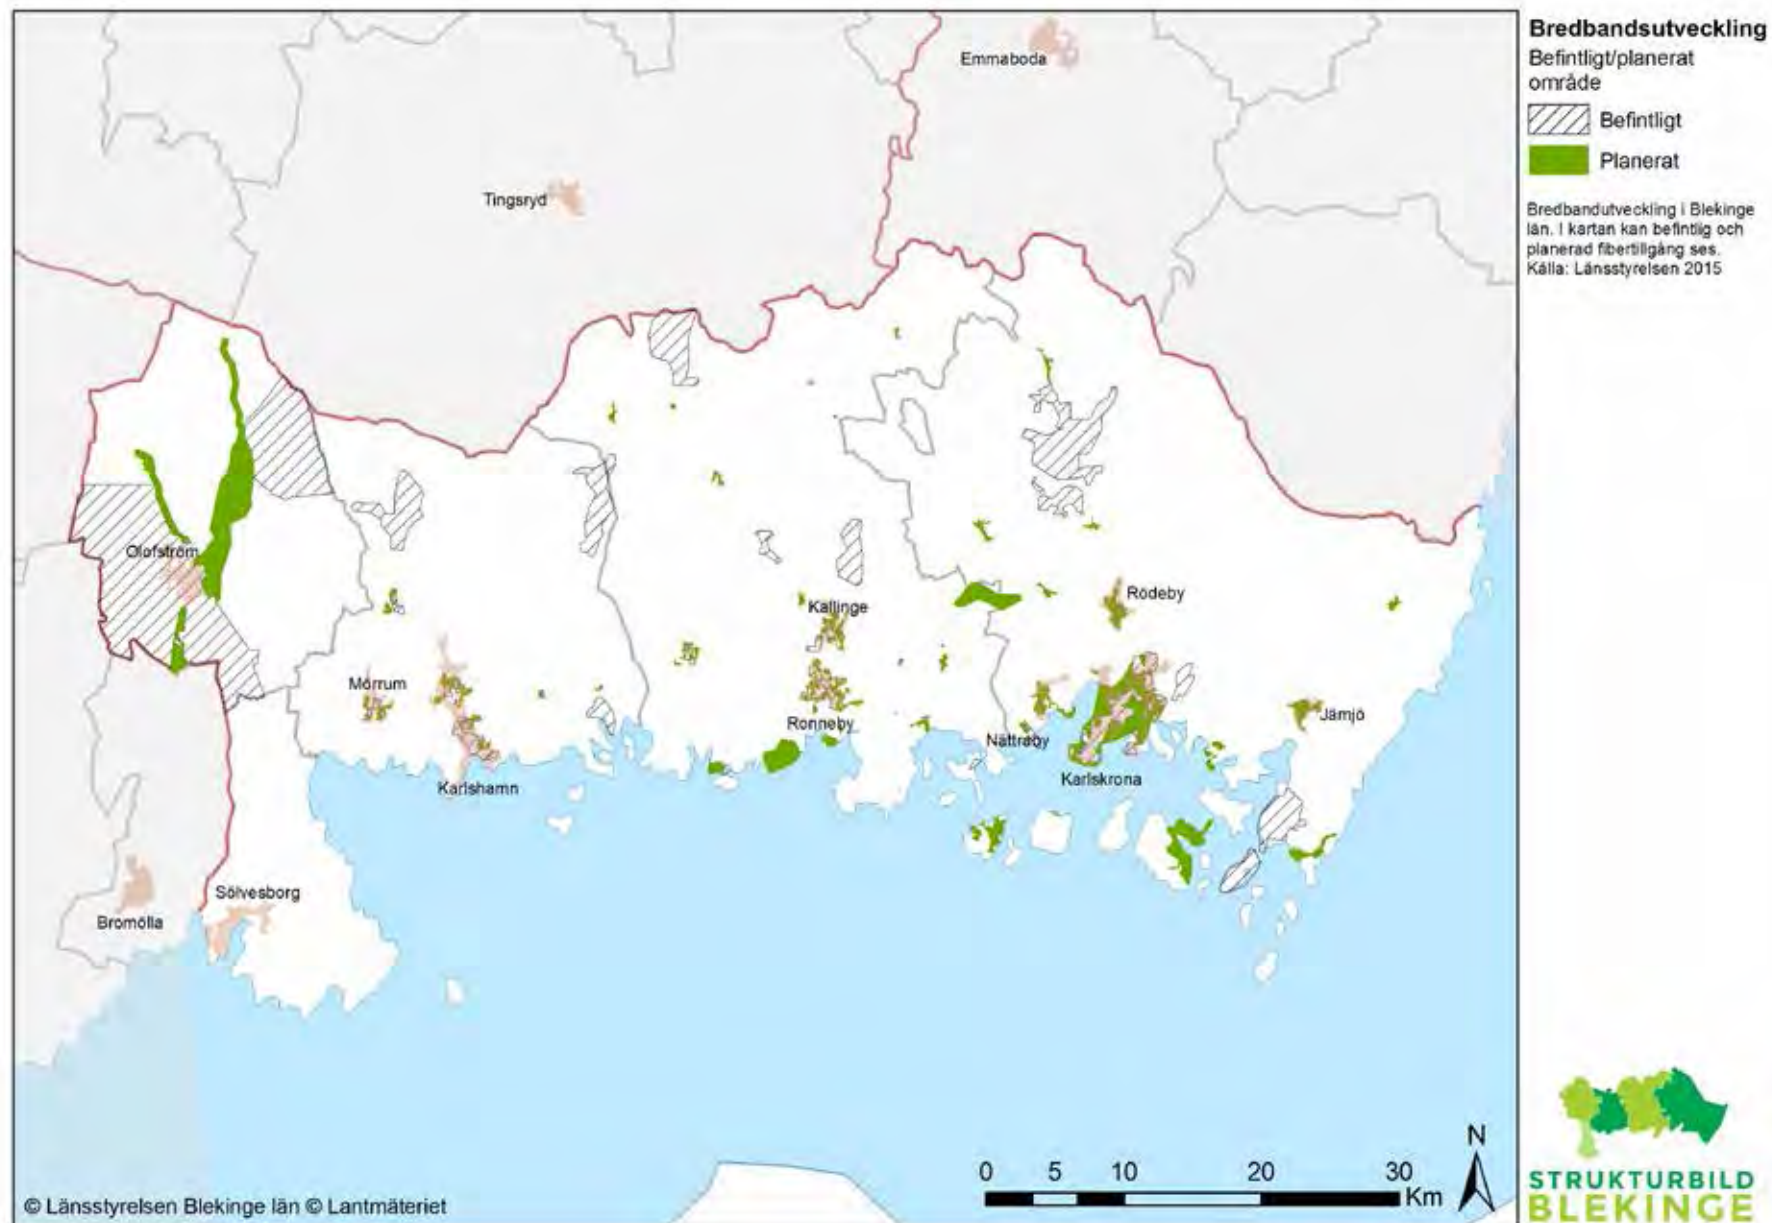 Bredbandsutveckling
Befintligt/planerat
område
Befintligt
Planerat
Bredbandutveckling i Blekinge
län. I kartan kan befintlig och
planerad fibertillgång ses.
Källa: Länsstyrelsen 2015
Emmaboda
Tingsryd
Olofström
Kallinge
Rödeby
Mörrum
Ronneby
Nättraby
Jämjö
Karlshamn
Karlskrona
Sölvesborg
Bromölla
N
0 5 10 20 30
Km
© Länsstyrelsen Blekinge län © Lantmäteriet
STRUKTURBILD
BLEKINGE